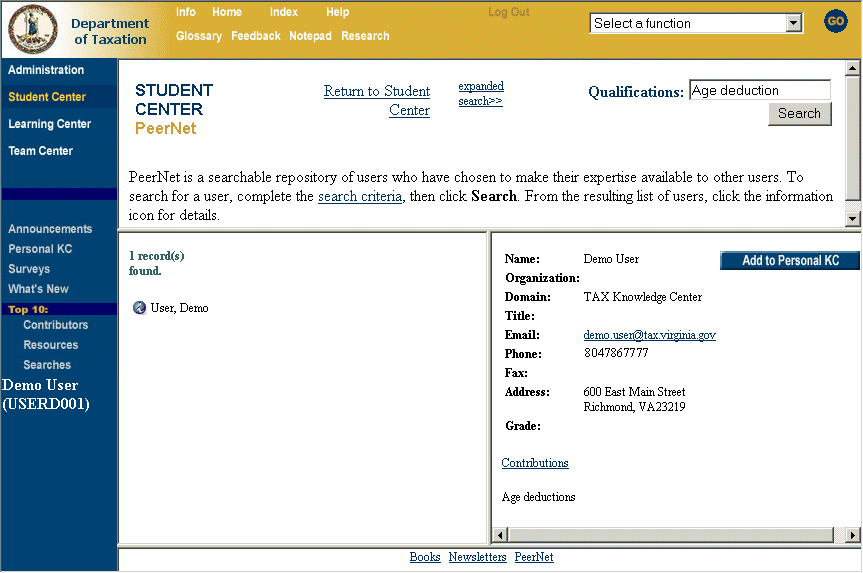 Department
of Taxation
Info Home Index Help Log Out
Glossary Feedback Notepad Research
Select a function
GO
Administration
Student Center
Learning Center
Team Center
Announcements
Personal KC
Surveys
What's New
Top 10:
Contributors
Resources
Searches
Demo User
(USERD001)
STUDENT
CENTER
PeerNet
Return to Student
Center
expanded
search>>
Qualifications: Age deduction
Search
PeerNet is a searchable repository of users who have chosen to make their expertise available to other users. To
search for a user, complete the search criteria, then click Search. From the resulting list of users, click the information
icon for details.
1 record(s)
found.
User, Demo
Name: Demo User
Add to Personal KC
Organization:
Domain: TAX Knowledge Center
Title:
Email: demo.user@tax.virginia.gov
Phone: 8047867777
Fax:
Address: 600 East Main Street
Richmond, VA23219
Grade:
Contributions
Age deductions
Books Newsletters PeerNet